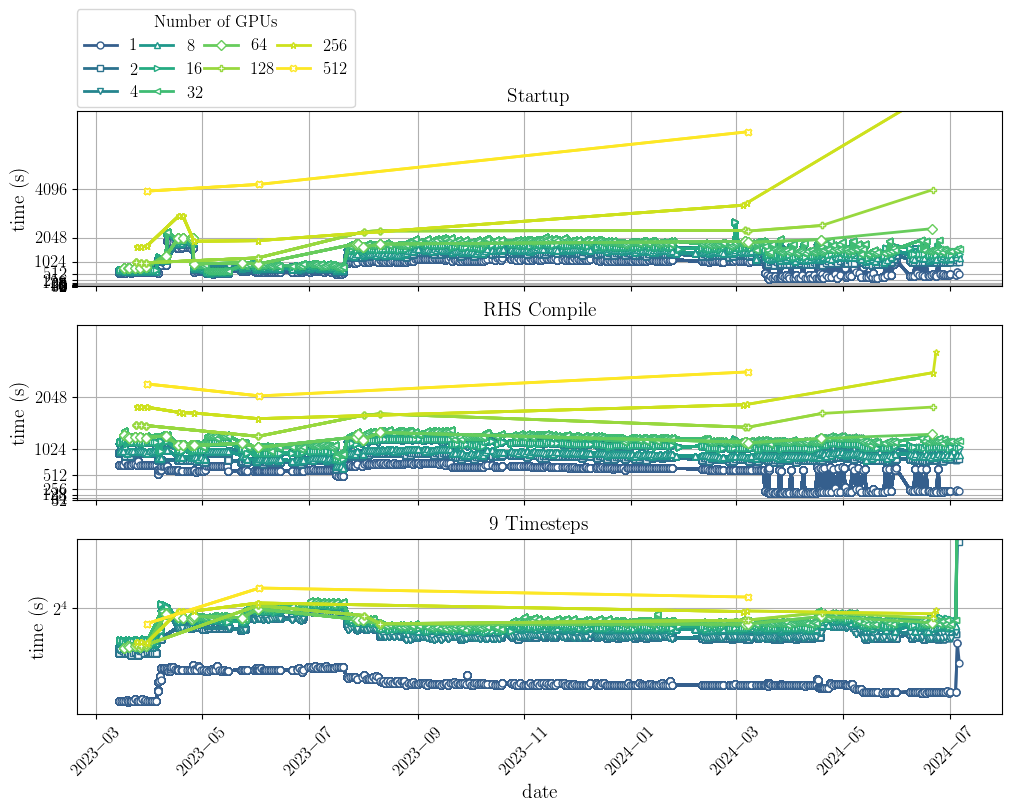 Number of GPUs
1 8 64 256
2 16 128 512
4 32
Startup
time (s)
4096
2048
1024
512
RHS Compile
time (s)
2048
1024
512
256
9 Timesteps
time (s)
2⁴
2023−03 2023−05 2023−07 2023−09 2023−11 2024−01 2024−03 2024−05 2024−07
date